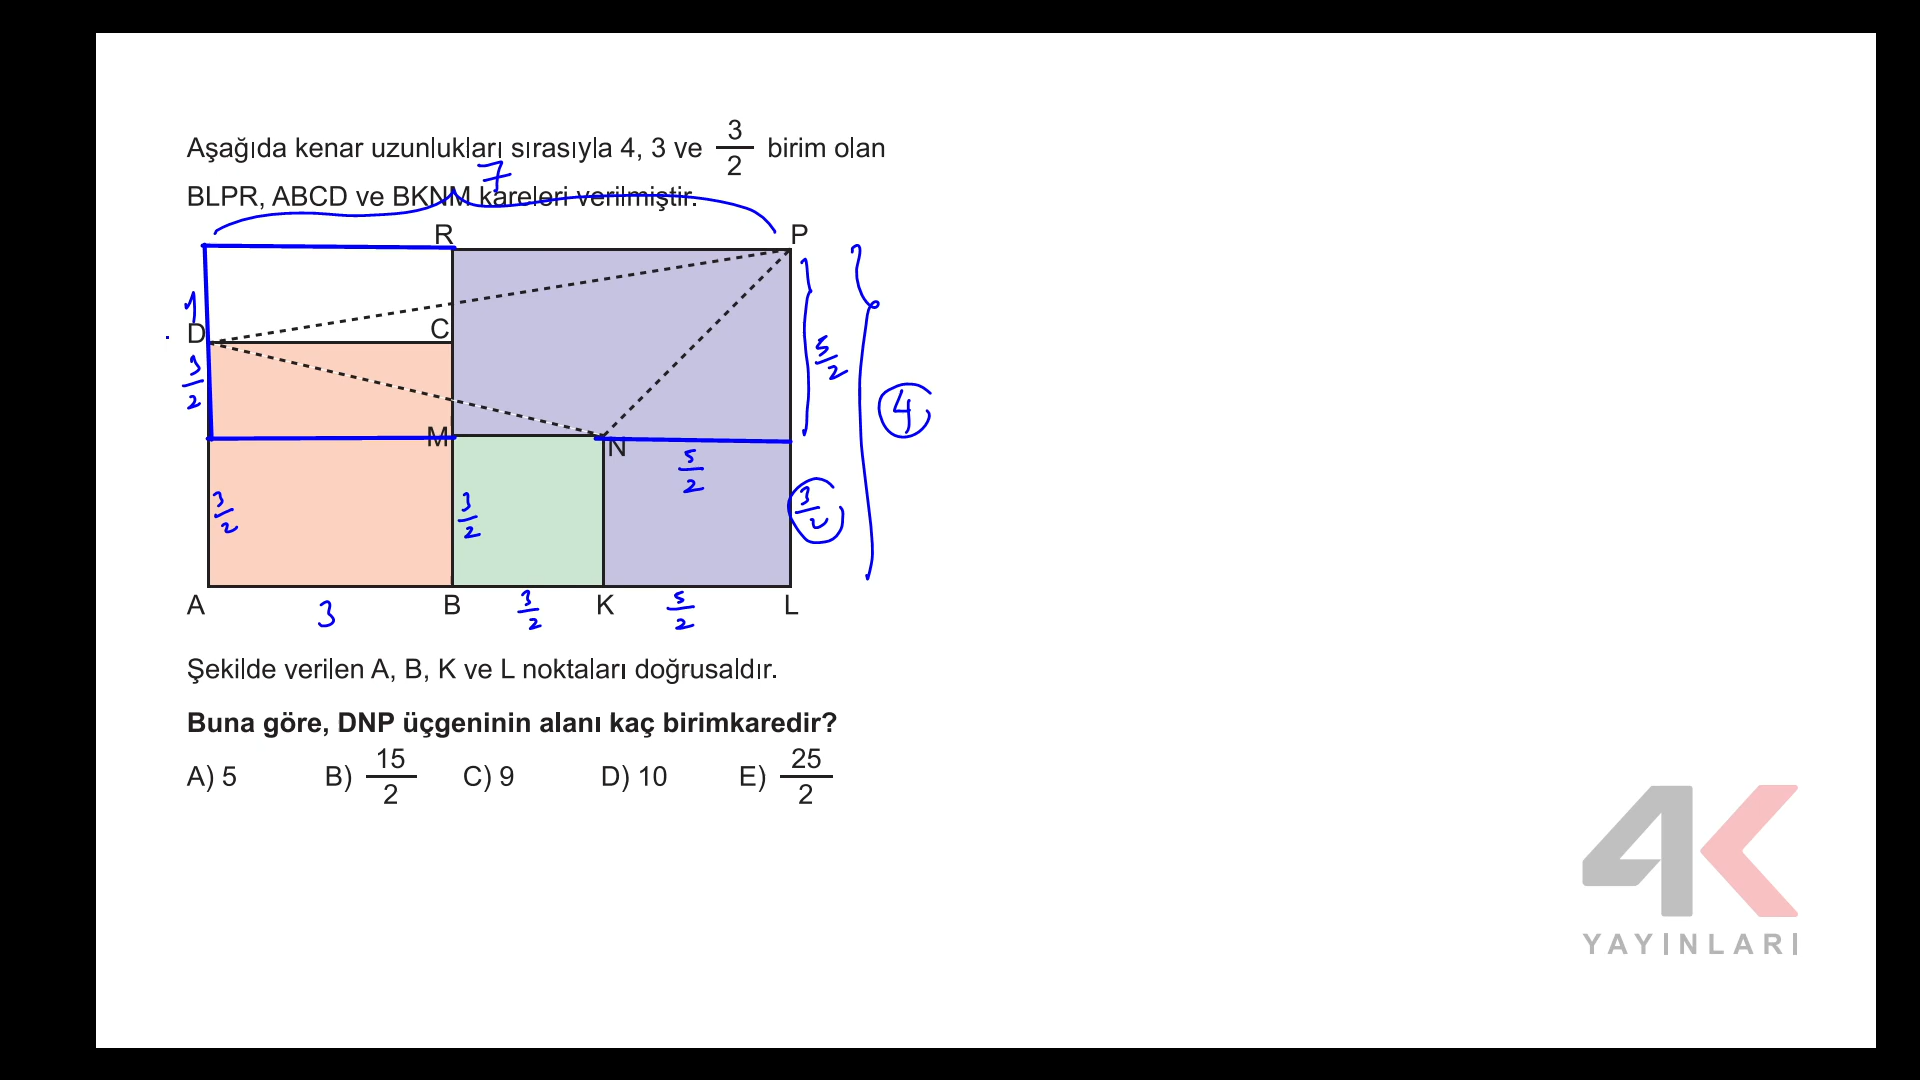 Aşağıda kenar uzunlukları sırasıyla 4, 3 ve 3/2 birim olan
BLPR, ABCD ve BKNM kareleri verilmiştir.
7
R P
1
D C
3/2 5/2 4
M N
5/2
3/2 3/2 3/2
A B K L
3 3/2 5/2
Şekilde verilen A, B, K ve L noktaları doğrusaldır.
Buna göre, DNP üçgeninin alanı kaç birimkaredir?
A) 5 B) 15/2 C) 9 D) 10 E) 25/2
4K
YAYINLARI